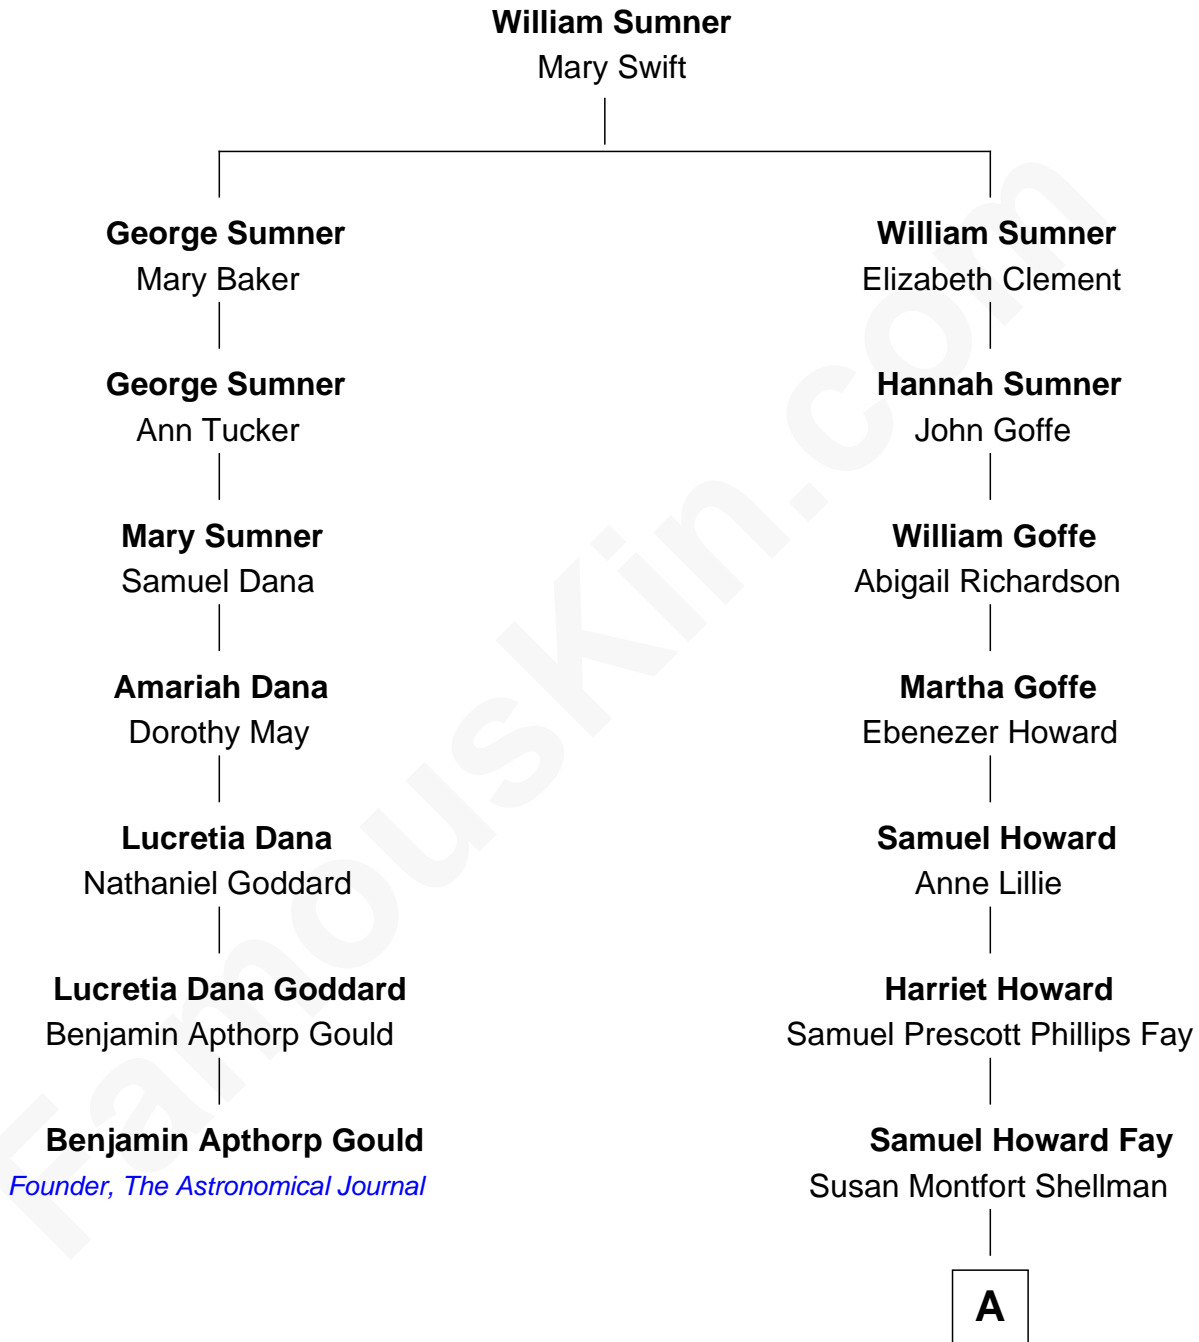 William Sumner
Mary Swift
George Sumner
Mary Baker
George Sumner
Ann Tucker
Mary Sumner
Samuel Dana
Amariah Dana
Dorothy May
Lucretia Dana
Nathaniel Goddard
Lucretia Dana Goddard
Benjamin Apthorp Gould
Benjamin Apthorp Gould
Founder, The Astronomical Journal
William Sumner
Elizabeth Clement
Hannah Sumner
John Goffe
William Goffe
Abigail Richardson
Martha Goffe
Ebenezer Howard
Samuel Howard
Anne Lillie
Harriet Howard
Samuel Prescott Phillips Fay
Samuel Howard Fay
Susan Montfort Shellman
A
FamousKin.com